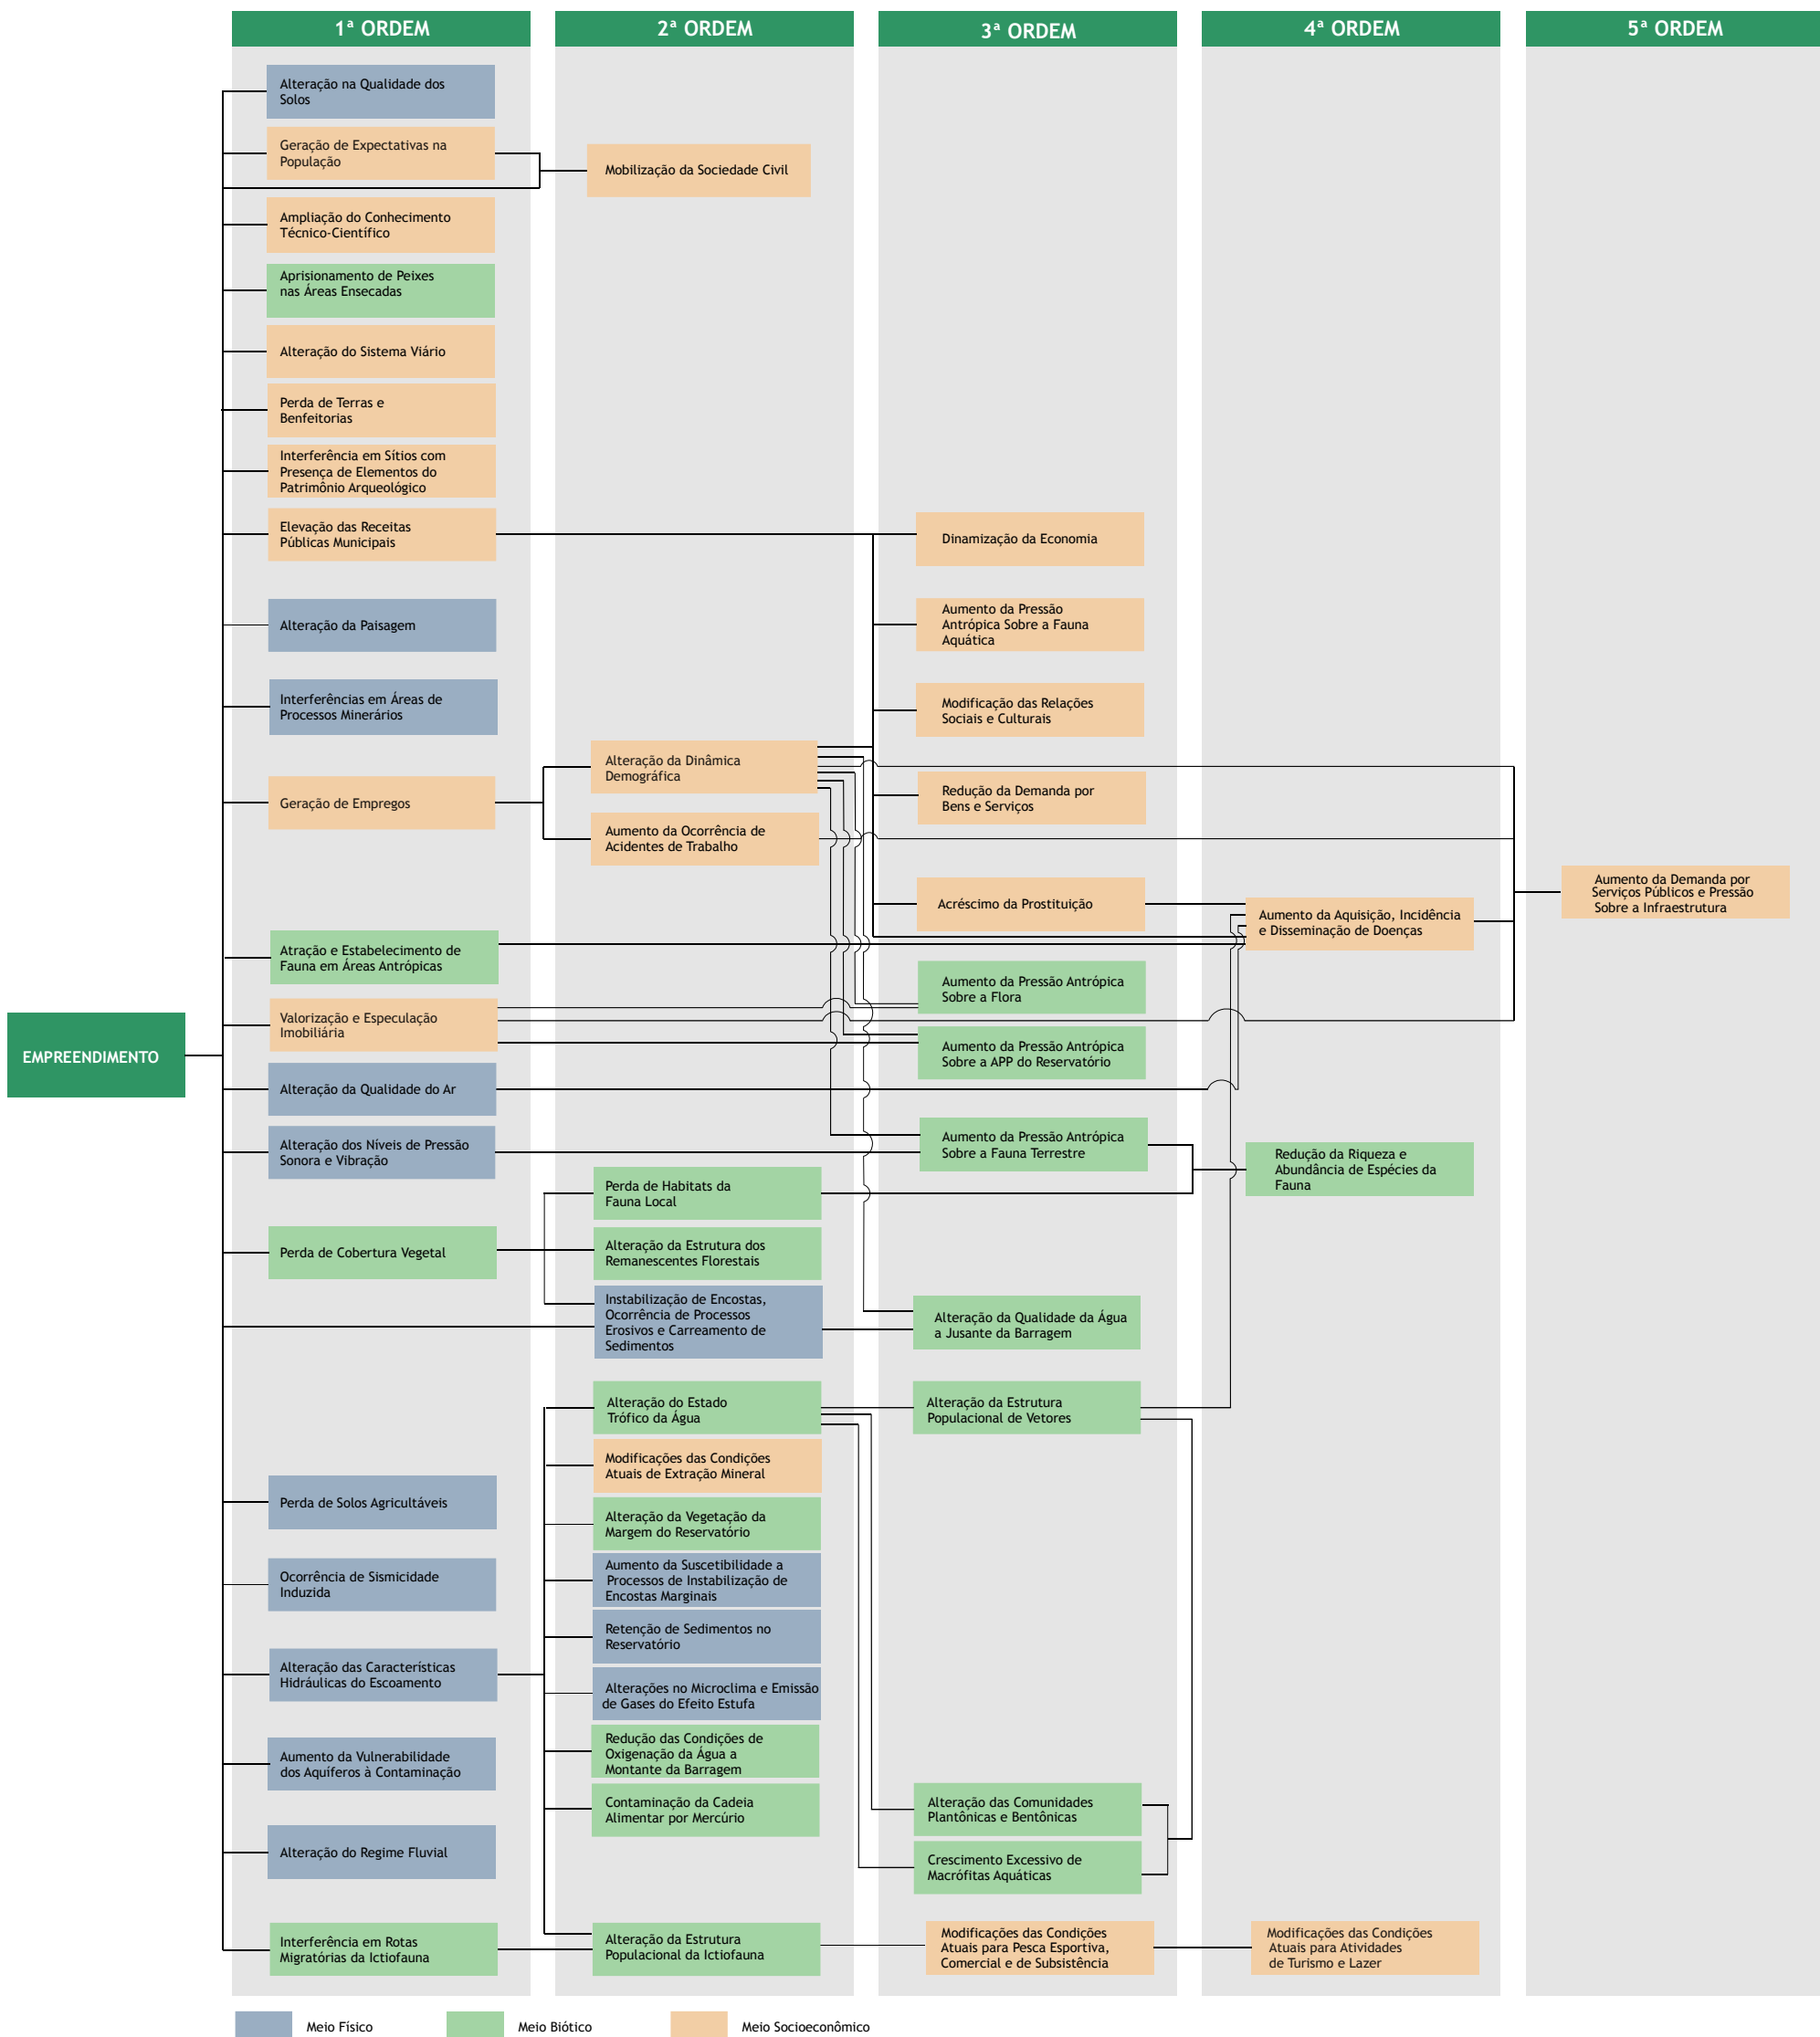 1ª ORDEM
2ª ORDEM
3ª ORDEM
4ª ORDEM
5ª ORDEM
EMPREENDIMENTO
Alteração na Qualidade dos
Solos
Geração de Expectativas na
População
Ampliação do Conhecimento
Técnico-Científico
Aprisionamento de Peixes
nas Áreas Ensecadas
Alteração do Sistema Viário
Perda de Terras e
Benfeitorias
Interferência em Sítios com
Presença de Elementos do
Patrimônio Arqueológico
Elevação das Receitas
Públicas Municipais
Alteração da Paisagem
Interferências em Áreas de
Processos Minerários
Geração de Empregos
Atração e Estabelecimento de
Fauna em Áreas Antrópicas
Valorização e Especulação
Imobiliária
Alteração da Qualidade do Ar
Alteração dos Níveis de Pressão
Sonora e Vibração
Perda de Cobertura Vegetal
Perda de Solos Agricultáveis
Ocorrência de Sismicidade
Induzida
Alteração das Características
Hidráulicas do Escoamento
Aumento da Vulnerabilidade
dos Aquíferos à Contaminação
Alteração do Regime Fluvial
Interferência em Rotas
Migratórias da Ictiofauna
Mobilização da Sociedade Civil
Alteração da Dinâmica
Demográfica
Aumento da Ocorrência de
Acidentes de Trabalho
Perda de Habitats da
Fauna Local
Alteração da Estrutura dos
Remanescentes Florestais
Instabilização de Encostas,
Ocorrência de Processos
Erosivos e Carreamento de
Sedimentos
Alteração do Estado
Trófico da Água
Modificações das Condições
Atuais de Extração Mineral
Alteração da Vegetação da
Margem do Reservatório
Aumento da Suscetibilidade a
Processos de Instabilização de
Encostas Marginais
Retenção de Sedimentos no
Reservatório
Alterações no Microclima e Emissão
de Gases do Efeito Estufa
Redução das Condições de
Oxigenação da Água a
Montante da Barragem
Contaminação da Cadeia
Alimentar por Mercúrio
Alteração da Estrutura
Populacional da Ictiofauna
Dinamização da Economia
Aumento da Pressão
Antrópica Sobre a Fauna
Aquática
Modificação das Relações
Sociais e Culturais
Redução da Demanda por
Bens e Serviços
Acréscimo da Prostituição
Aumento da Pressão Antrópica
Sobre a Flora
Aumento da Pressão Antrópica
Sobre a APP do Reservatório
Aumento da Pressão Antrópica
Sobre a Fauna Terrestre
Alteração da Qualidade da Água
a Jusante da Barragem
Alteração da Estrutura
Populacional de Vetores
Alteração das Comunidades
Plantônicas e Bentônicas
Crescimento Excessivo de
Macrófitas Aquáticas
Modificações das Condições
Atuais para Pesca Esportiva,
Comercial e de Subsistência
Aumento da Aquisição, Incidência
e Disseminação de Doenças
Redução da Riqueza e
Abundância de Espécies da
Fauna
Modificações das Condições
Atuais para Atividades
de Turismo e Lazer
Aumento da Demanda por
Serviços Públicos e Pressão
Sobre a Infraestrutura
Meio Físico
Meio Biótico
Meio Socioeconômico